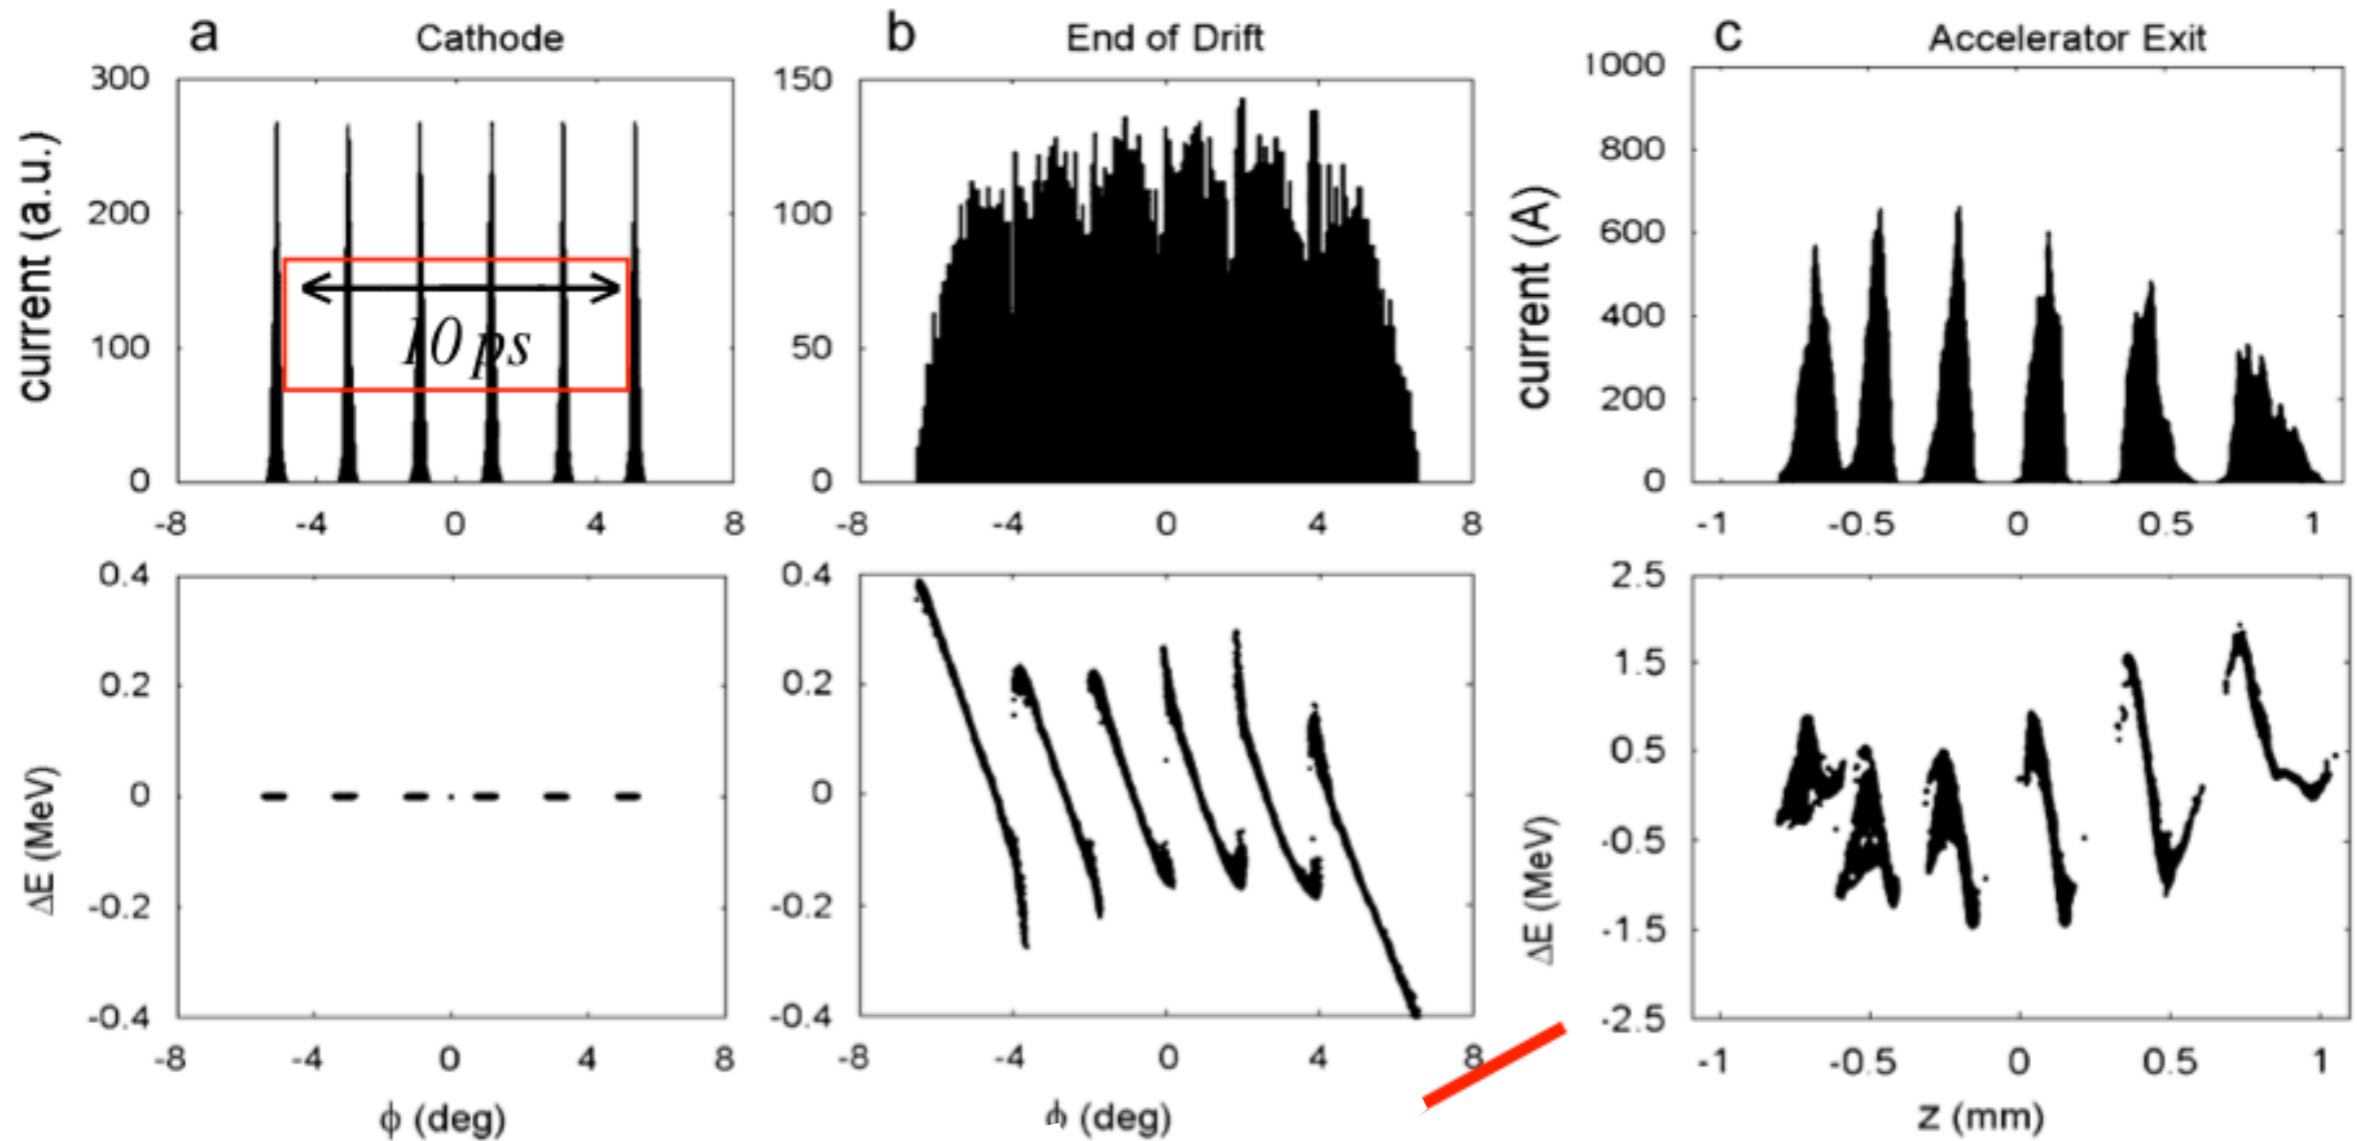 a Cathode
b End of Drift
c Accelerator Exit
300
200
100
0
current (a.u.)
10 ps
-8 -4 0 4 8
150
100
50
0
-8 -4 0 4 8
1000
800
600
400
200
0
current (A)
-1 -0.5 0 0.5 1
0.4
0.2
0
-0.2
-0.4
ΔE (MeV)
-8 -4 0 4 8
ϕ (deg)
0.4
0.2
0
-0.2
-0.4
-8 -4 0 4 8
ϕ (deg)
2.5
1.5
0.5
-0.5
-1.5
-2.5
ΔE (MeV)
-1 -0.5 0 0.5 1
z (mm)